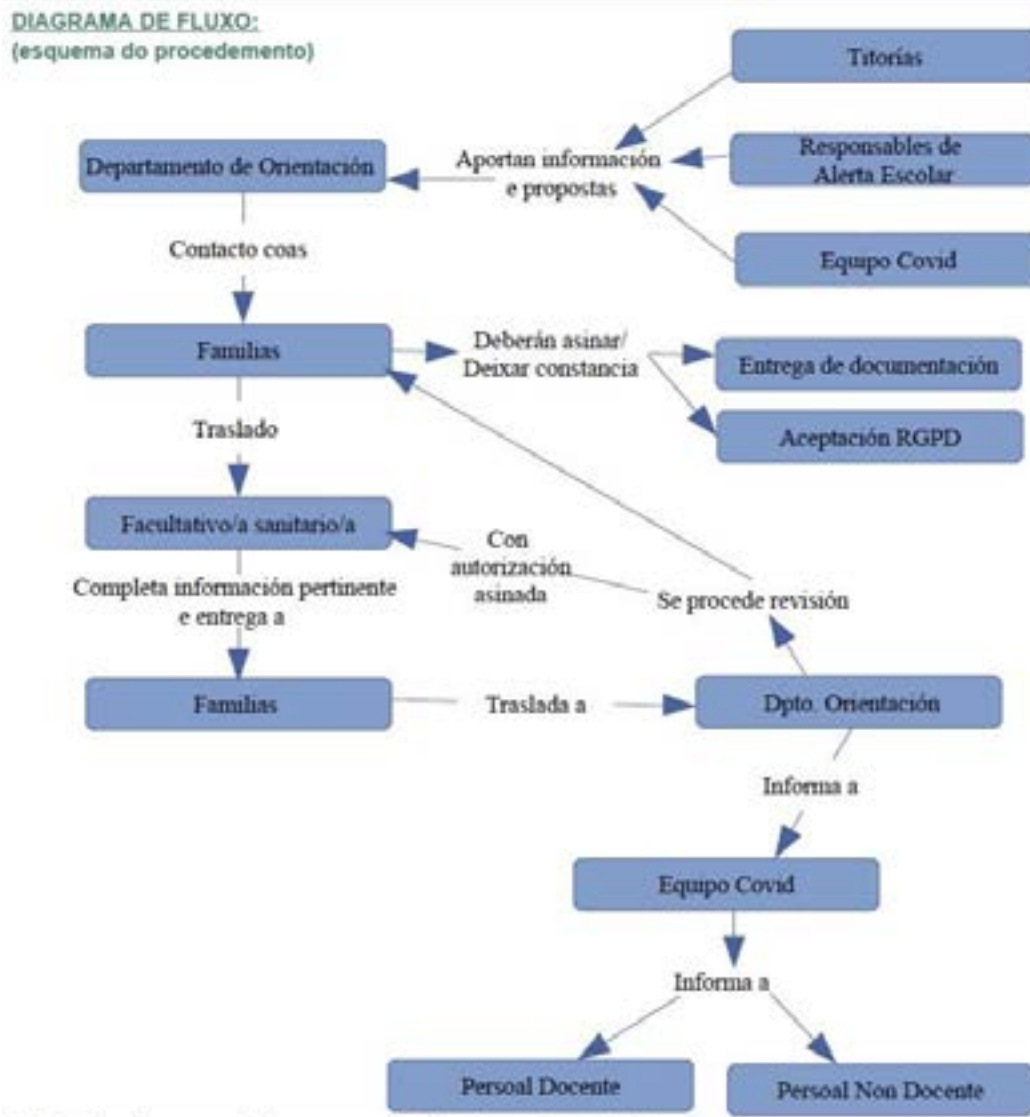 DIAGRAMA DE FLUXO:
(esquema do procedemento)
Titorías
Departamento de Orientación
Aportan información
e propostas
Responsables de
Alerta Escolar
Equipo Covid
Contacto coas
Familias
Deberán asinar/
Deixar constancia
Entrega de documentación
Aceptación RGPD
Traslado
Facultativo/a sanitario/a
Con
autorización
asinada
Completa información pertinente
e entrega a
Se procede revisión
Familias
Traslada a
Dpto. Orientación
Informa a
Equipo Covid
Informa a
Persoal Docente
Persoal Non Docente